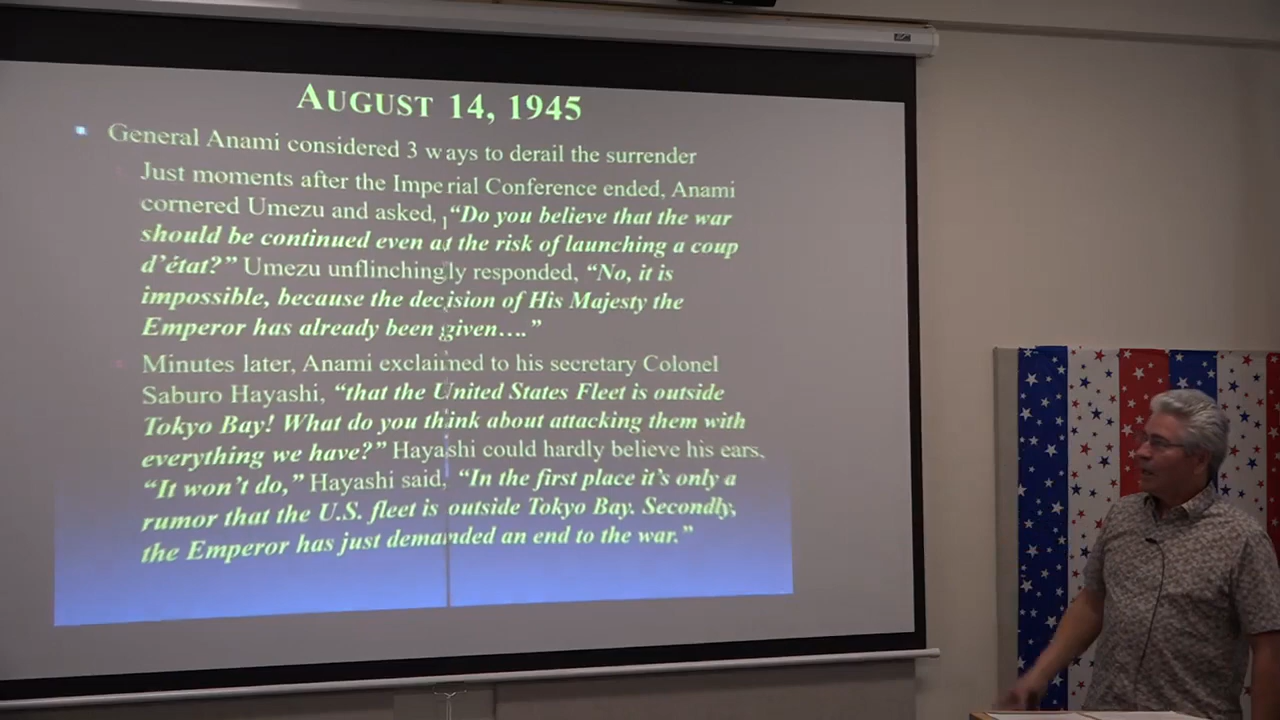 AUGUST 14, 1945
General Anami considered 3 ways to derail the surrender
Just moments after the Imperial Conference ended, Anami
cornered Umezu and asked, “Do you believe that the war
should be continued even at the risk of launching a coup
d’état?” Umezu unflinchingly responded, “No, it is
impossible, because the decision of His Majesty the
Emperor has already been given….”
Minutes later, Anami exclaimed to his secretary Colonel
Saburo Hayashi, “that the United States Fleet is outside
Tokyo Bay! What do you think about attacking them with
everything we have?” Hayashi could hardly believe his ears,
“It won’t do,” Hayashi said, “In the first place it’s only a
rumor that the U.S. fleet is outside Tokyo Bay. Secondly,
the Emperor has just demanded an end to the war.”